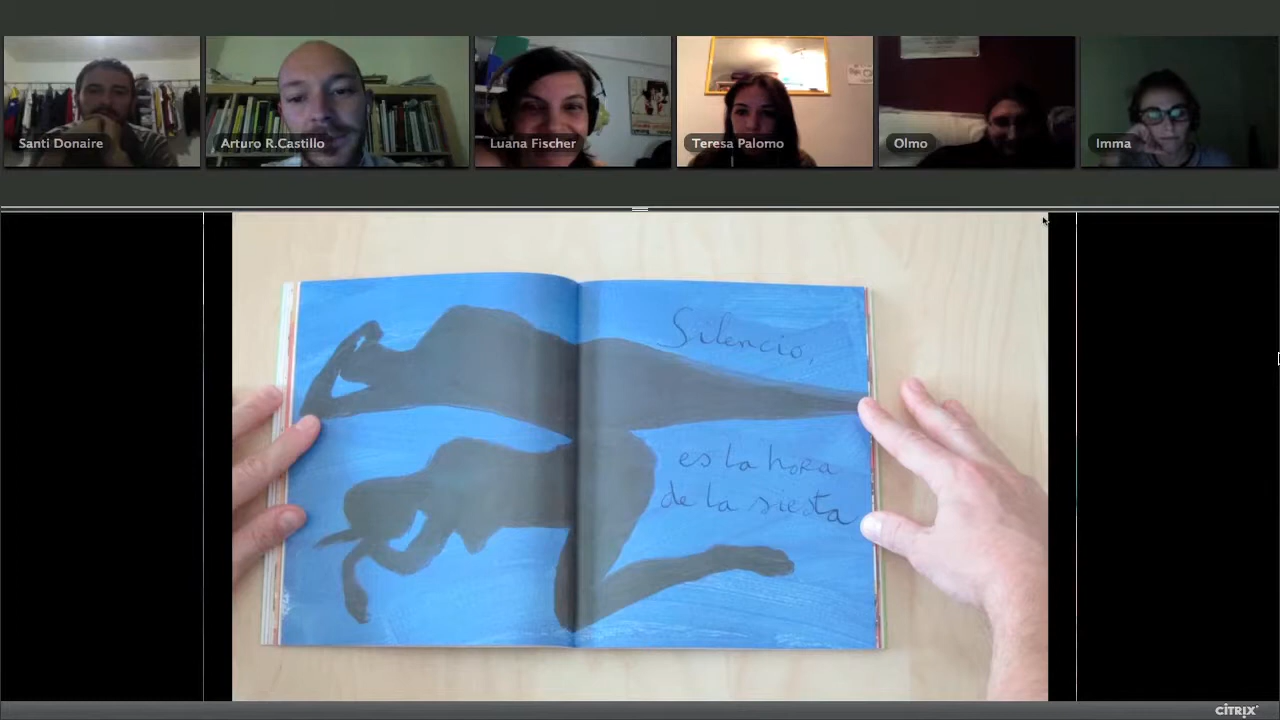 Santi Donaire
Arturo R.Castillo
Luana Fischer
Teresa Palomo
Olmo
Imma
Silencio,
es la hora
de la siesta
CITRIX